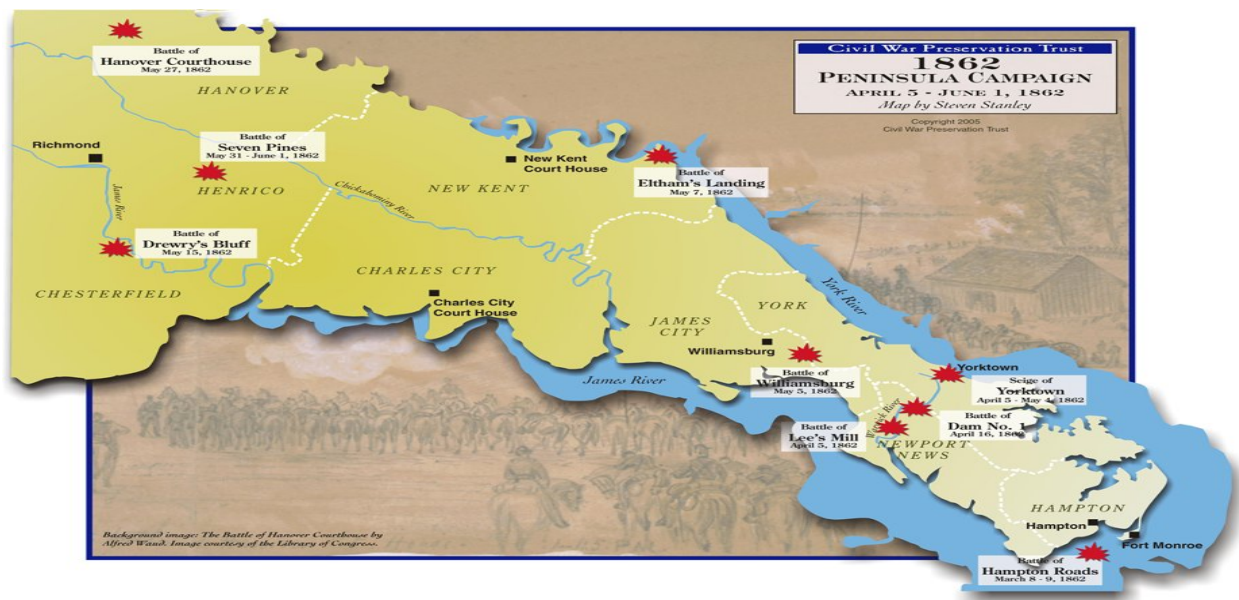 Civil War Preservation Trust
1862
PENINSULA CAMPAIGN
APRIL 5 - JUNE 1, 1862
Map by Steven Stanley
Copyright 2005
Civil War Preservation Trust
Battle of
Hanover Courthouse
May 27, 1862
HANOVER
Richmond
Battle of
Seven Pines
May 31 - June 1, 1862
HENRICO
James River
Chickahominy River
New Kent
Court House
NEW KENT
Battle of
Eltham's Landing
May 7, 1862
Battle of
Drewry's Bluff
May 15, 1862
CHESTERFIELD
CHARLES CITY
Charles City
Court House
York River
YORK
JAMES
CITY
Williamsburg
Battle of
Williamsburg
May 5, 1862
James River
Yorktown
Seige of
Yorktown
April 5 - May 4, 1862
Warwick River
Battle of
Dam No. 1
April 16, 1862
Battle of
Lee's Mill
April 5, 1862
NEWPORT
NEWS
HAMPTON
Hampton
Fort Monroe
Battle of
Hampton Roads
March 8 - 9, 1862
Background image: The Battle of Hanover Courthouse by
Alfred Waud. Image courtesy of the Library of Congress.